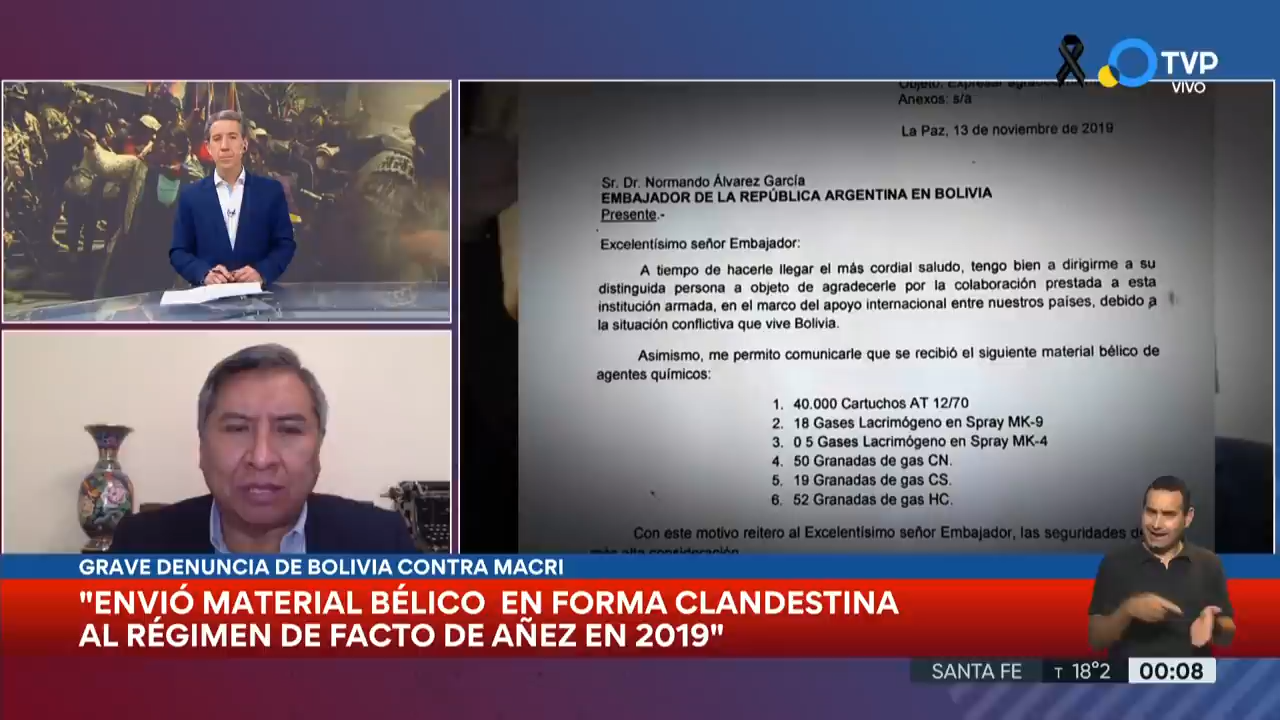 TVP
VIVO
Objeto: Expresar
Anexos: s/a
La Paz, 13 de noviembre de 2019
Sr. Dr. Normando Álvarez García
EMBAJADOR DE LA REPÚBLICA ARGENTINA EN BOLIVIA
Presente.-
Excelentísimo señor Embajador:
A tiempo de hacerle llegar el más cordial saludo, tengo bien a dirigirme a su
distinguida persona a objeto de agradecerle por la colaboración prestada a esta
institución armada, en el marco del apoyo internacional entre nuestros países, debido a
la situación conflictiva que vive Bolivia.
Asimismo, me permito comunicarle que se recibió el siguiente material bélico de
agentes químicos:
1. 40.000 Cartuchos AT 12/70
2. 18 Gases Lacrimógeno en Spray MK-9
3. 0 5 Gases Lacrimógeno en Spray MK-4
4. 50 Granadas de gas CN.
5. 19 Granadas de gas CS.
6. 52 Granadas de gas HC.
Con este motivo reitero al Excelentísimo señor Embajador, las seguridades
más alta consideración
GRAVE DENUNCIA DE BOLIVIA CONTRA MACRI
"ENVIÓ MATERIAL BÉLICO EN FORMA CLANDESTINA
AL RÉGIMEN DE FACTO DE AÑEZ EN 2019"
SANTA FE T 18°2 00:08